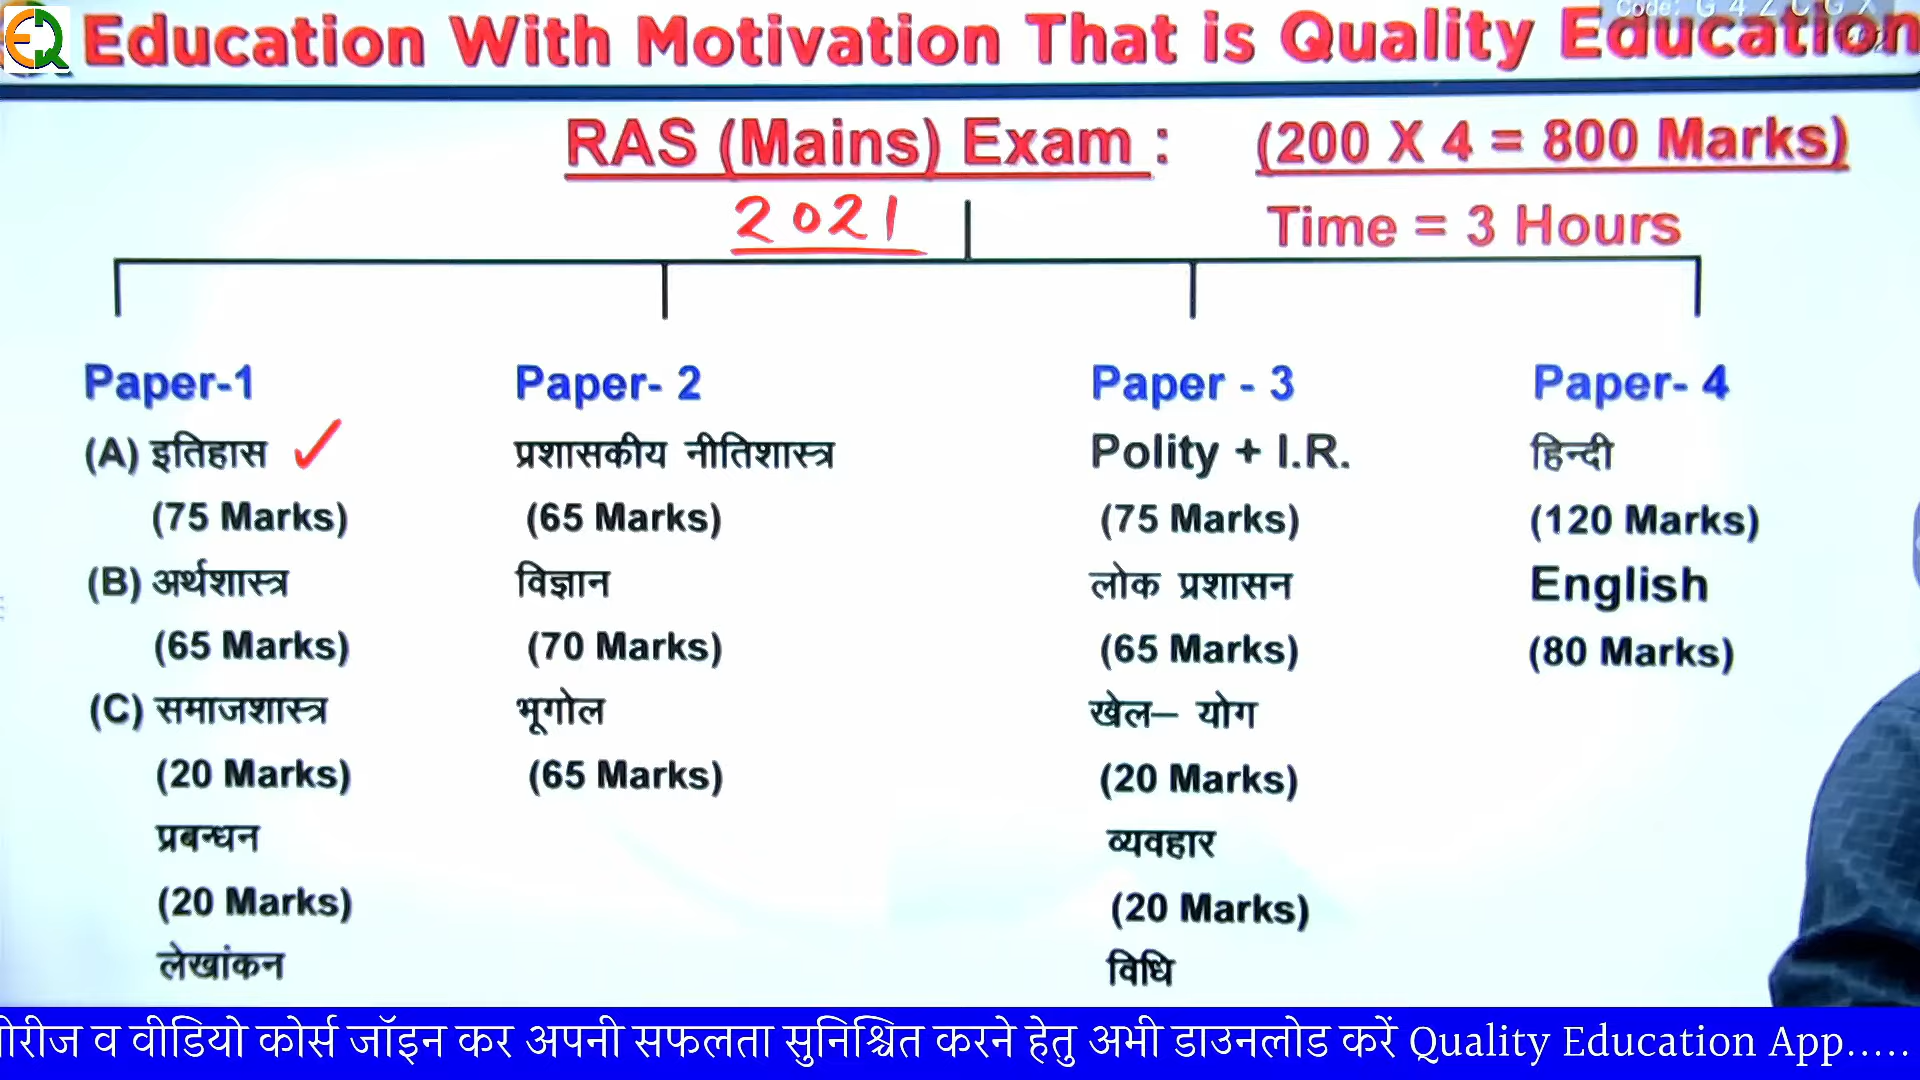 EQ
Education With Motivation That is Quality Education
RAS (Mains) Exam : (200 X 4 = 800 Marks)
2021
Time = 3 Hours
Paper-1
(A) इतिहास
(75 Marks)
(B) अर्थशास्त्र
(65 Marks)
(C) समाजशास्त्र
(20 Marks)
प्रबन्धन
(20 Marks)
लेखांकन
Paper- 2
प्रशासकीय नीतिशास्त्र
(65 Marks)
विज्ञान
(70 Marks)
भूगोल
(65 Marks)
Paper - 3
Polity + I.R.
(75 Marks)
लोक प्रशासन
(65 Marks)
खेल– योग
(20 Marks)
व्यवहार
(20 Marks)
विधि
Paper- 4
हिन्दी
(120 Marks)
English
(80 Marks)
व वीडियो कोर्स जॉइन कर अपनी सफलता सुनिश्चित करने हेतु अभी डाउनलोड करें Quality Education App.....